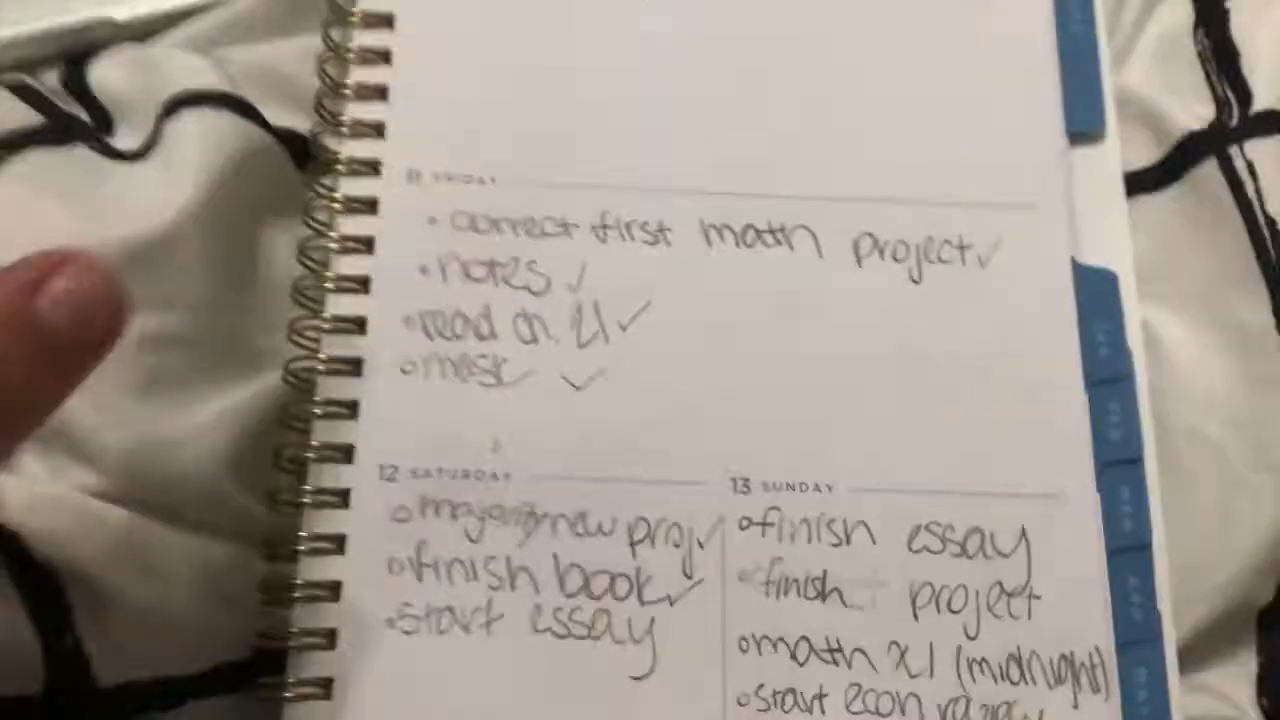 11 FRIDAY
• correct first math project ✓
• notes ✓
• read ch. 21 ✓
✓
12 SATURDAY
new proj ✓
• finish book ✓
• start essay
13 SUNDAY
• finish essay
• finish project
• math x1 (midnight)
• start econ